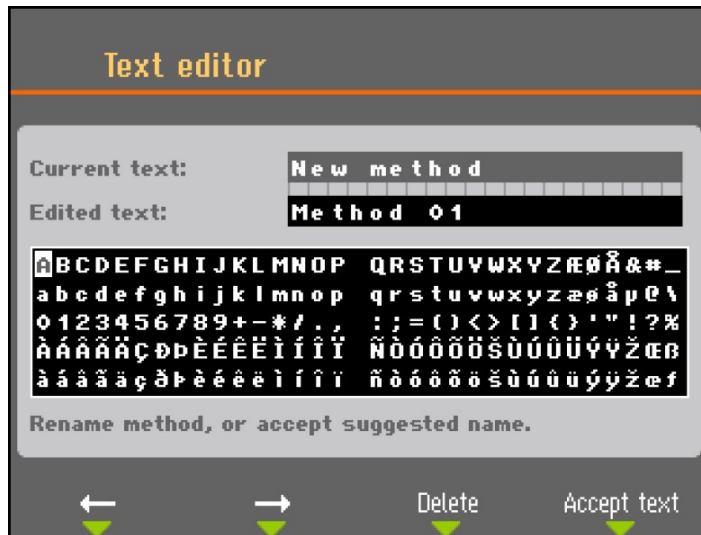 Text editor
Current text: New method
Edited text: Method 01
ABCDEFGHIJKLMNOP QRSTUVWXYZÆØÅ&#_
abcdefghijklmnop qrstuvwxyzæøåµ@\
0123456789+-*/., :;=()<>[]{}'"!?%
ÀÁÂÃÄÇÐÞÈÉÊËÌÍÎÏ ÑÒÓÔÕÖŠÙÚÛÜÝŸŽŒß
àáâãäçðÞèéêëìíîï ñòóôõöšùúûüýÿžœƒ
Rename method, or accept suggested name.
← → Delete Accept text